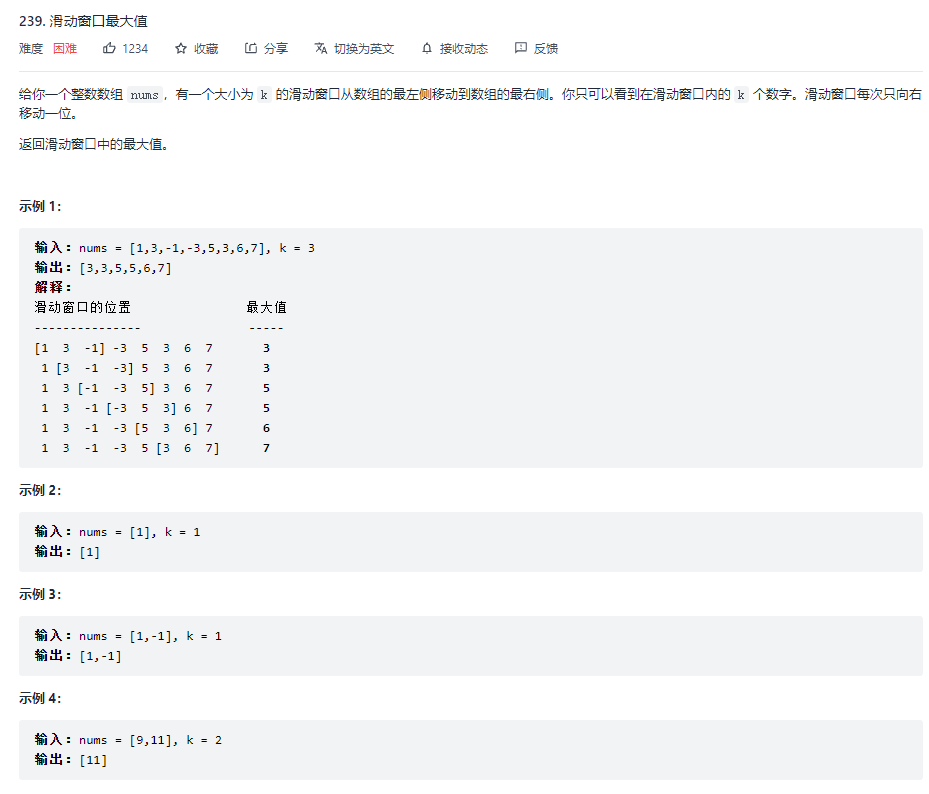 239. 滑动窗口最大值
难度 困难 1234 收藏 分享 切换为英文 接收动态 反馈
给你一个整数数组 nums，有一个大小为 k 的滑动窗口从数组的最左侧移动到数组的最右侧。你只可以看到在滑动窗口内的 k 个数字。滑动窗口每次只向右
移动一位。
返回滑动窗口中的最大值。
示例 1：
输入：nums = [1,3,-1,-3,5,3,6,7], k = 3
输出：[3,3,5,5,6,7]
解释：
滑动窗口的位置                最大值
---------------               -----
[1  3  -1] -3  5  3  6  7       3
 1 [3  -1  -3] 5  3  6  7       3
 1  3 [-1  -3  5] 3  6  7       5
 1  3  -1 [-3  5  3] 6  7       5
 1  3  -1  -3 [5  3  6] 7       6
 1  3  -1  -3  5 [3  6  7]      7
示例 2：
输入：nums = [1], k = 1
输出：[1]
示例 3：
输入：nums = [1,-1], k = 1
输出：[1,-1]
示例 4：
输入：nums = [9,11], k = 2
输出：[11]